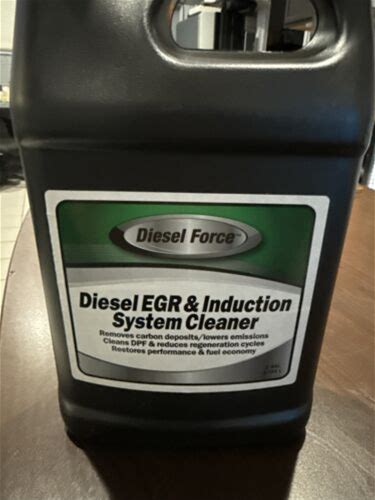 Diesel Force™
Diesel EGR & Induction
System Cleaner
Removes carbon deposits/lowers emissions
Cleans DPF & reduces regeneration cycles
Restores performance & fuel economy